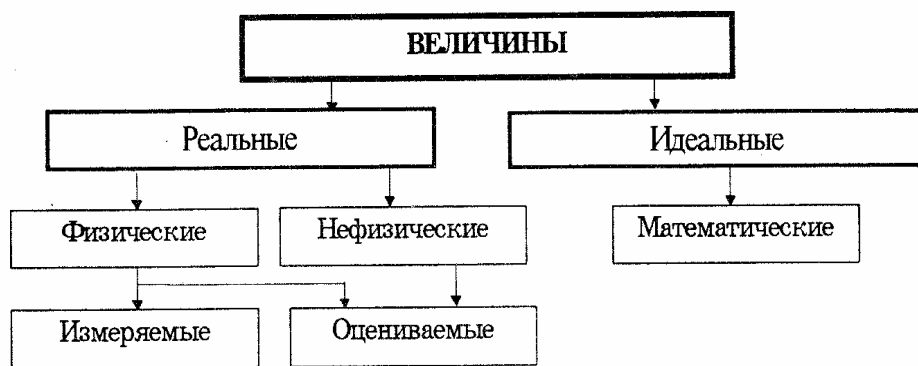 ВЕЛИЧИНЫ
Реальные
Идеальные
Физические
Нефизические
Математические
Измеряемые
Оцениваемые